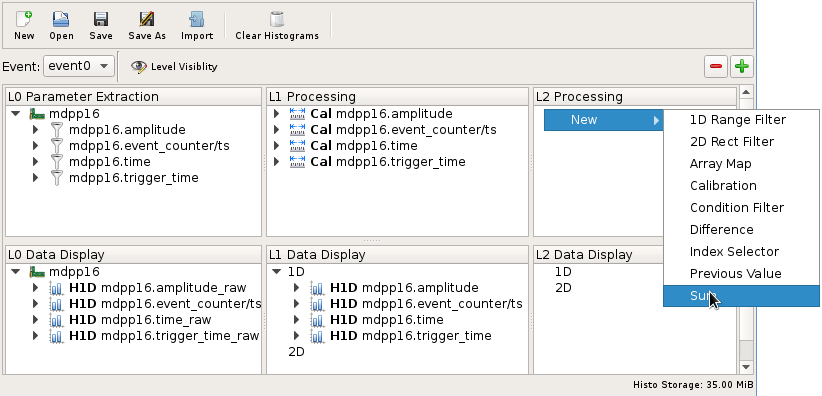 New Open Save Save As Import Clear Histograms
Event: event0 Level Visiblity
L0 Parameter Extraction
mdpp16
mdpp16.amplitude
mdpp16.event_counter/ts
mdpp16.time
mdpp16.trigger_time
L1 Processing
Cal mdpp16.amplitude
Cal mdpp16.event_counter/ts
Cal mdpp16.time
Cal mdpp16.trigger_time
L2 Processing
New
1D Range Filter
2D Rect Filter
Array Map
Calibration
Condition Filter
Difference
Index Selector
Previous Value
L0 Data Display
mdpp16
H1D mdpp16.amplitude_raw
H1D mdpp16.event_counter/ts
H1D mdpp16.time_raw
H1D mdpp16.trigger_time_raw
L1 Data Display
1D
H1D mdpp16.amplitude
H1D mdpp16.event_counter/ts
H1D mdpp16.time
H1D mdpp16.trigger_time
2D
L2 Data Display
1D
2D
Histo Storage: 35.00 MiB